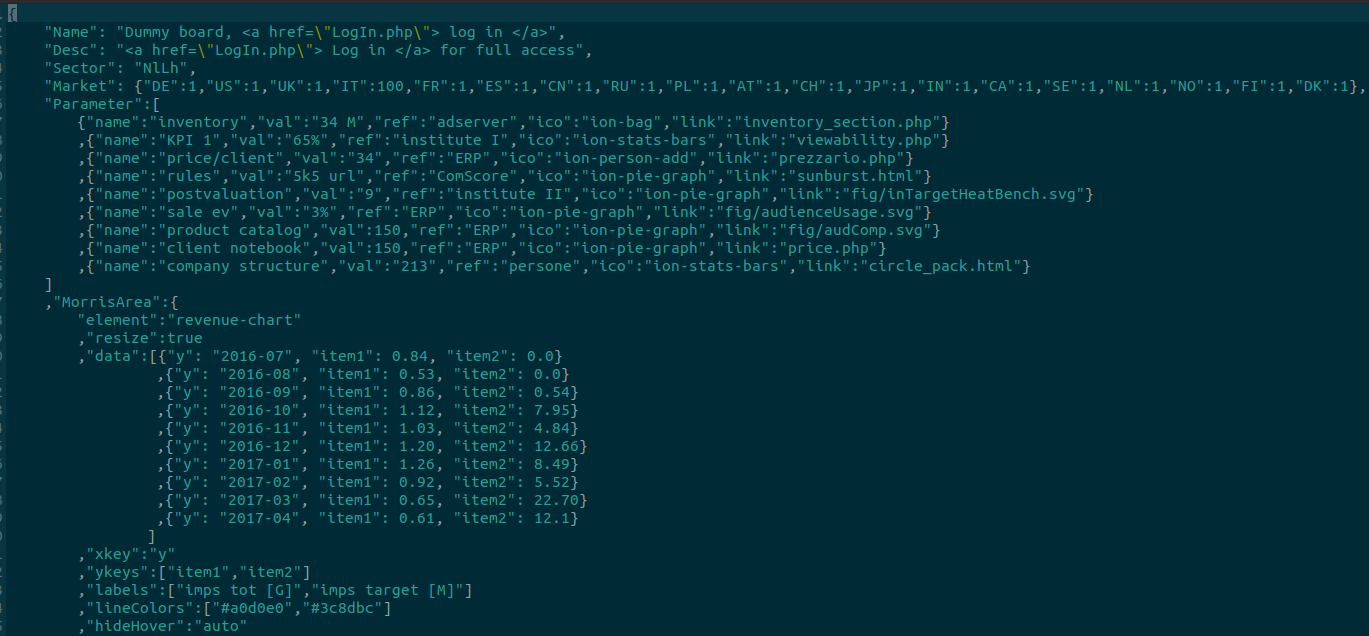 {
"Name": "Dummy board, <a href=\"LogIn.php\"> log in </a>",
"Desc": "<a href=\"LogIn.php\"> Log in </a> for full access",
"Sector": "NlLh",
"Market": {"DE":1,"US":1,"UK":1,"IT":100,"FR":1,"ES":1,"CN":1,"RU":1,"PL":1,"AT":1,"CH":1,"JP":1,"IN":1,"CA":1,"SE":1,"NL":1,"NO":1,"FI":1,"DK":1},
"Parameter":[
{"name":"inventory","val":"34 M","ref":"adserver","ico":"ion-bag","link":"inventory_section.php"}
,{"name":"KPI 1","val":"65%","ref":"institute I","ico":"ion-stats-bars","link":"viewability.php"}
,{"name":"price/client","val":"34","ref":"ERP","ico":"ion-person-add","link":"prezzario.php"}
,{"name":"rules","val":"5k5 url","ref":"ComScore","ico":"ion-pie-graph","link":"sunburst.html"}
,{"name":"postvaluation","val":"9","ref":"institute II","ico":"ion-pie-graph","link":"fig/inTargetHeatBench.svg"}
,{"name":"sale ev","val":"3%","ref":"ERP","ico":"ion-pie-graph","link":"fig/audienceUsage.svg"}
,{"name":"product catalog","val":150,"ref":"ERP","ico":"ion-pie-graph","link":"fig/audComp.svg"}
,{"name":"client notebook","val":150,"ref":"ERP","ico":"ion-pie-graph","link":"price.php"}
,{"name":"company structure","val":"213","ref":"persone","ico":"ion-stats-bars","link":"circle_pack.html"}
]
,"MorrisArea":{
"element":"revenue-chart"
,"resize":true
,"data":[{"y": "2016-07", "item1": 0.84, "item2": 0.0}
,{"y": "2016-08", "item1": 0.53, "item2": 0.0}
,{"y": "2016-09", "item1": 0.86, "item2": 0.54}
,{"y": "2016-10", "item1": 1.12, "item2": 7.95}
,{"y": "2016-11", "item1": 1.03, "item2": 4.84}
,{"y": "2016-12", "item1": 1.20, "item2": 12.66}
,{"y": "2017-01", "item1": 1.26, "item2": 8.49}
,{"y": "2017-02", "item1": 0.92, "item2": 5.52}
,{"y": "2017-03", "item1": 0.65, "item2": 22.70}
,{"y": "2017-04", "item1": 0.61, "item2": 12.1}
]
,"xkey":"y"
,"ykeys":["item1","item2"]
,"labels":["imps tot [G]","imps target [M]"]
,"lineColors":["#a0d0e0","#3c8dbc"]
,"hideHover":"auto"